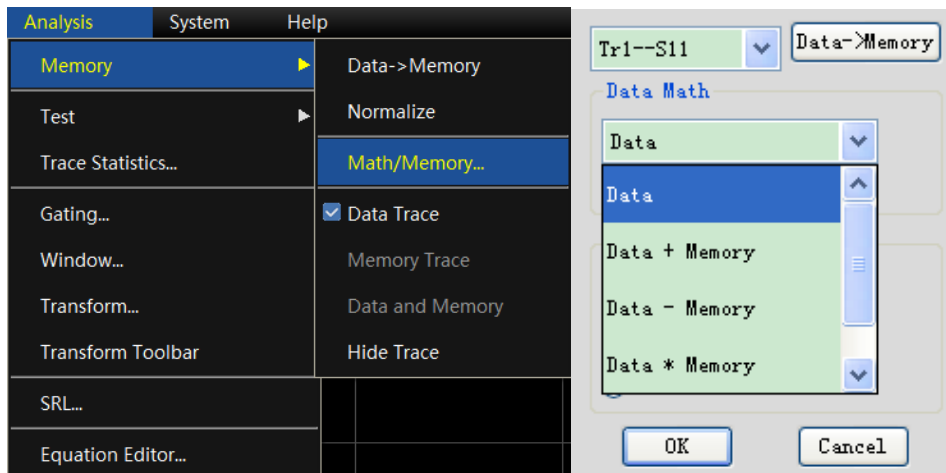 Analysis System Help
Memory
Test
Trace Statistics...
Gating...
Window...
Transform...
Transform Toolbar
SRL...
Equation Editor...
Data->Memory
Normalize
Math/Memory...
Data Trace
Memory Trace
Data and Memory
Hide Trace
Tr1--S11
Data->Memory
Data Math
Data
Data
Data + Memory
Data - Memory
Data * Memory
OK
Cancel